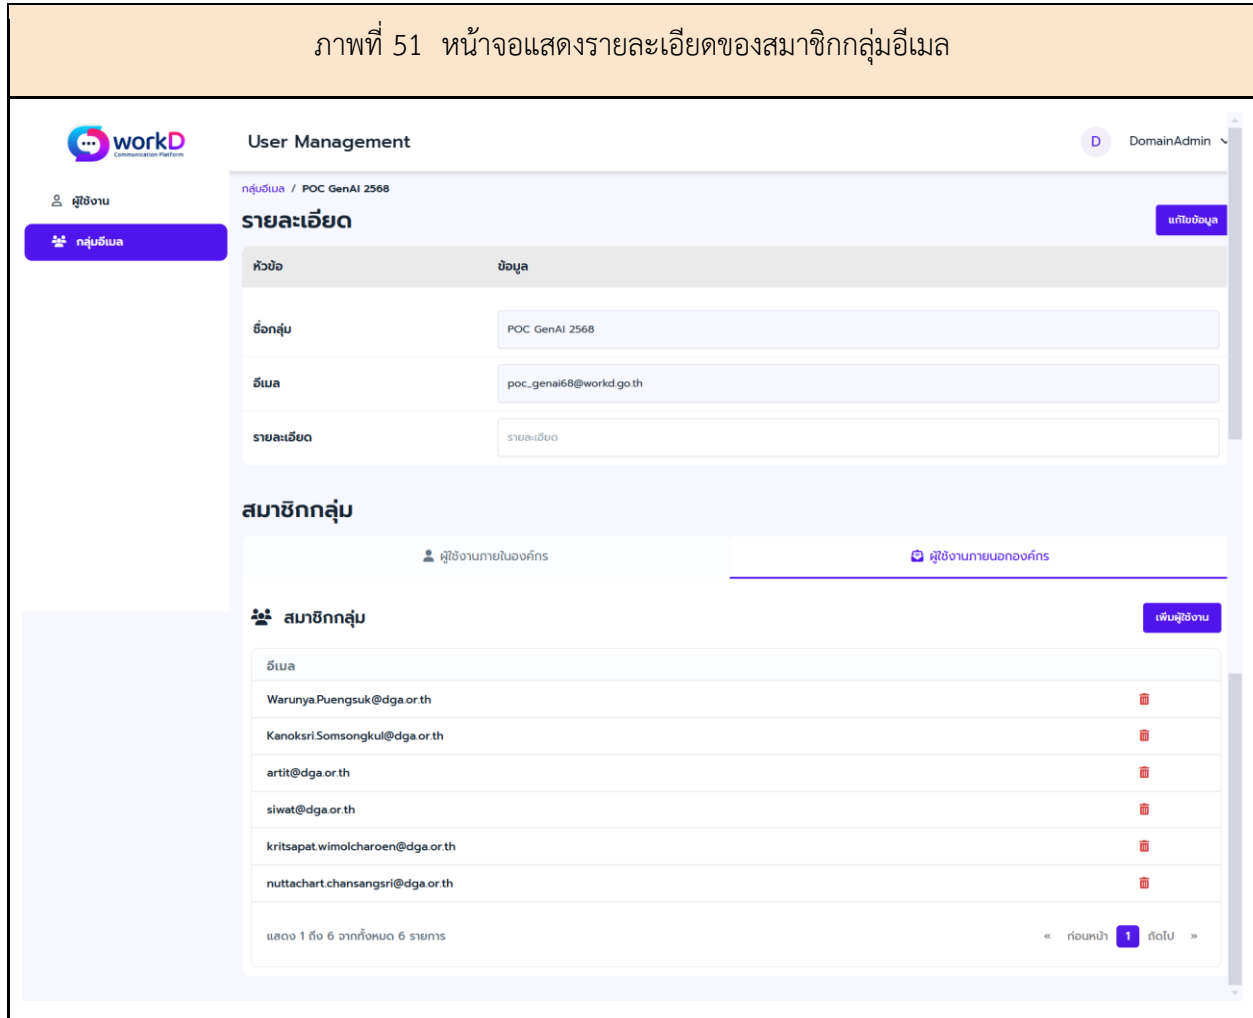 ภาพที่ 51 หน้าจอแสดงรายละเอียดของสมาชิกกลุ่มอีเมล
workD
Communication Platform
User Management
D DomainAdmin
ผู้ใช้งาน
กลุ่มอีเมล
กลุ่มอีเมล / POC GenAI 2568
รายละเอียด
แก้ไขข้อมูล
หัวข้อ ข้อมูล
ชื่อกลุ่ม POC GenAI 2568
อีเมล poc_genai68@workd.go.th
รายละเอียด รายละเอียด
สมาชิกกลุ่ม
ผู้ใช้งานภายในองค์กร ผู้ใช้งานภายนอกองค์กร
สมาชิกกลุ่ม เพิ่มผู้ใช้งาน
อีเมล
Warunya.Puengsuk@dga.or.th
Kanoksri.Somsongkul@dga.or.th
artit@dga.or.th
siwat@dga.or.th
kritsapat.wimolcharoen@dga.or.th
nuttachart.chansangsri@dga.or.th
แสดง 1 ถึง 6 จากทั้งหมด 6 รายการ « ก่อนหน้า 1 ถัดไป »